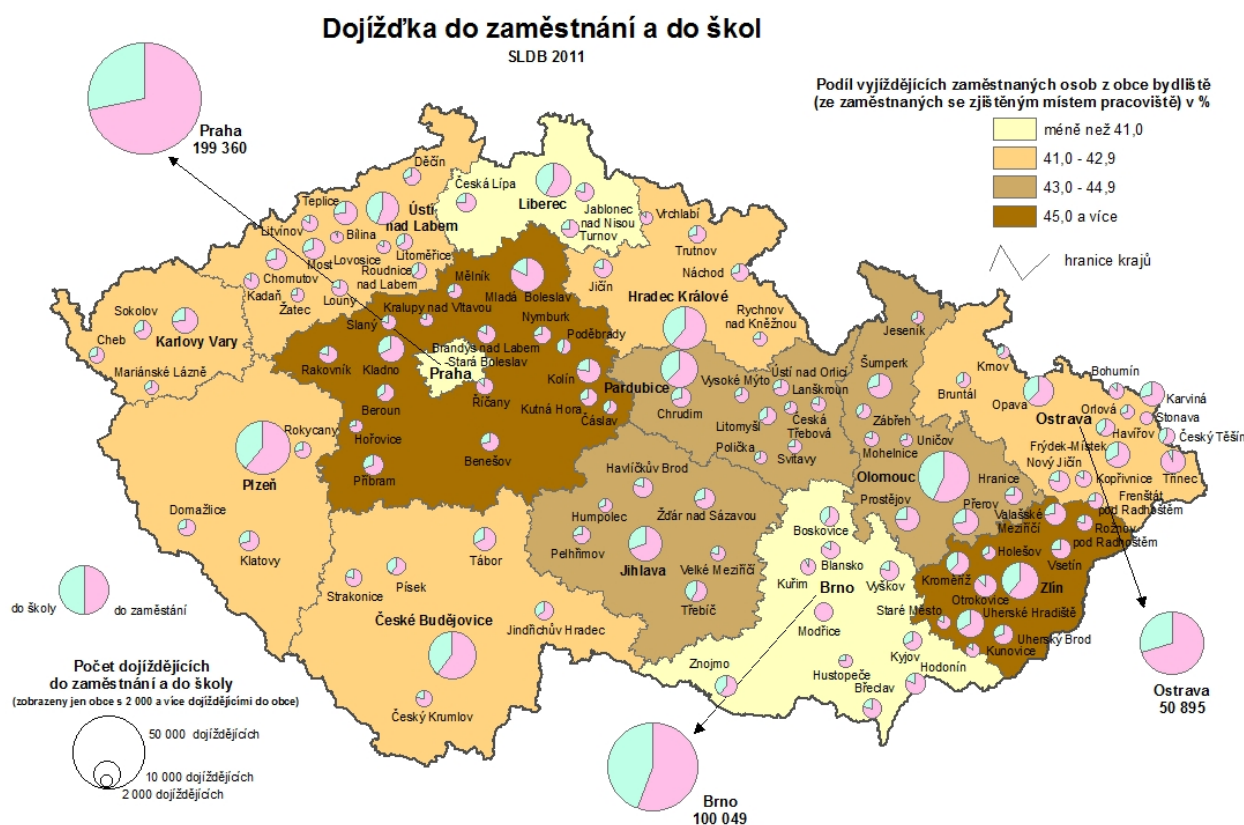 Dojížďka do zaměstnání a do škol
SLDB 2011
Podíl vyjíždějících zaměstnaných osob z obce bydliště
(ze zaměstnaných se zjištěným místem pracoviště) v %
méně než 41,0
41,0 - 42,9
43,0 - 44,9
45,0 a více
hranice krajů
Praha
199 360
Děčín
Teplice
Ústí
nad Labem
Litvínov
Bílina
Most
Lovosice
Litoměřice
Roudnice
nad Labem
Chomutov
Kadaň
Žatec
Louny
Česká Lípa
Liberec
Jablonec
nad Nisou
Turnov
Vrchlabí
Trutnov
Náchod
Jičín
Hradec Králové
Rychnov
nad Kněžnou
Sokolov
Cheb
Karlovy Vary
Mariánské Lázně
Mělník
Mladá Boleslav
Kralupy nad Vltavou
Slaný
Nymburk
Poděbrady
Brandýs nad Labem
Stará Boleslav
Rakovník
Kladno
Praha
Říčany
Kolín
Kutná Hora
Čáslav
Beroun
Hořovice
Benešov
Příbram
Pardubice
Chrudim
Vysoké Mýto
Ústí nad Orlicí
Lanškroun
Litomyšl
Česká
Třebová
Polička
Svitavy
Jeseník
Šumperk
Zábřeh
Mohelnice
Uničov
Olomouc
Prostějov
Přerov
Hranice
Krnov
Bruntál
Opava
Ostrava
Bohumín
Karviná
Orlová
Stonava
Havířov
Český Těšín
Frýdek-Místek
Nový Jičín
Kopřivnice
Třinec
Frenštát
pod Radhoštěm
Valašské
Meziříčí
Rožnov
pod Radhoštěm
Vsetín
Holešov
Kroměříž
Zlín
Otrokovice
Uherské Hradiště
Staré Město
Uherský Brod
Kunovice
Rokycany
Plzeň
Domažlice
Klatovy
Havlíčkův Brod
Humpolec
Žďár nad Sázavou
Pelhřimov
Jihlava
Velké Meziříčí
Třebíč
Boskovice
Blansko
Kuřim
Brno
Vyškov
Modřice
Znojmo
Hustopeče
Kyjov
Hodonín
Břeclav
Tábor
Písek
Strakonice
České Budějovice
Jindřichův Hradec
Český Krumlov
do školy
do zaměstání
Počet dojíždějících
do zaměstnání a do školy
(zobrazeny jen obce s 2 000 a více dojíždějícími do obce)
50 000 dojíždějících
10 000 dojíždějících
2 000 dojíždějících
Brno
100 049
Ostrava
50 895